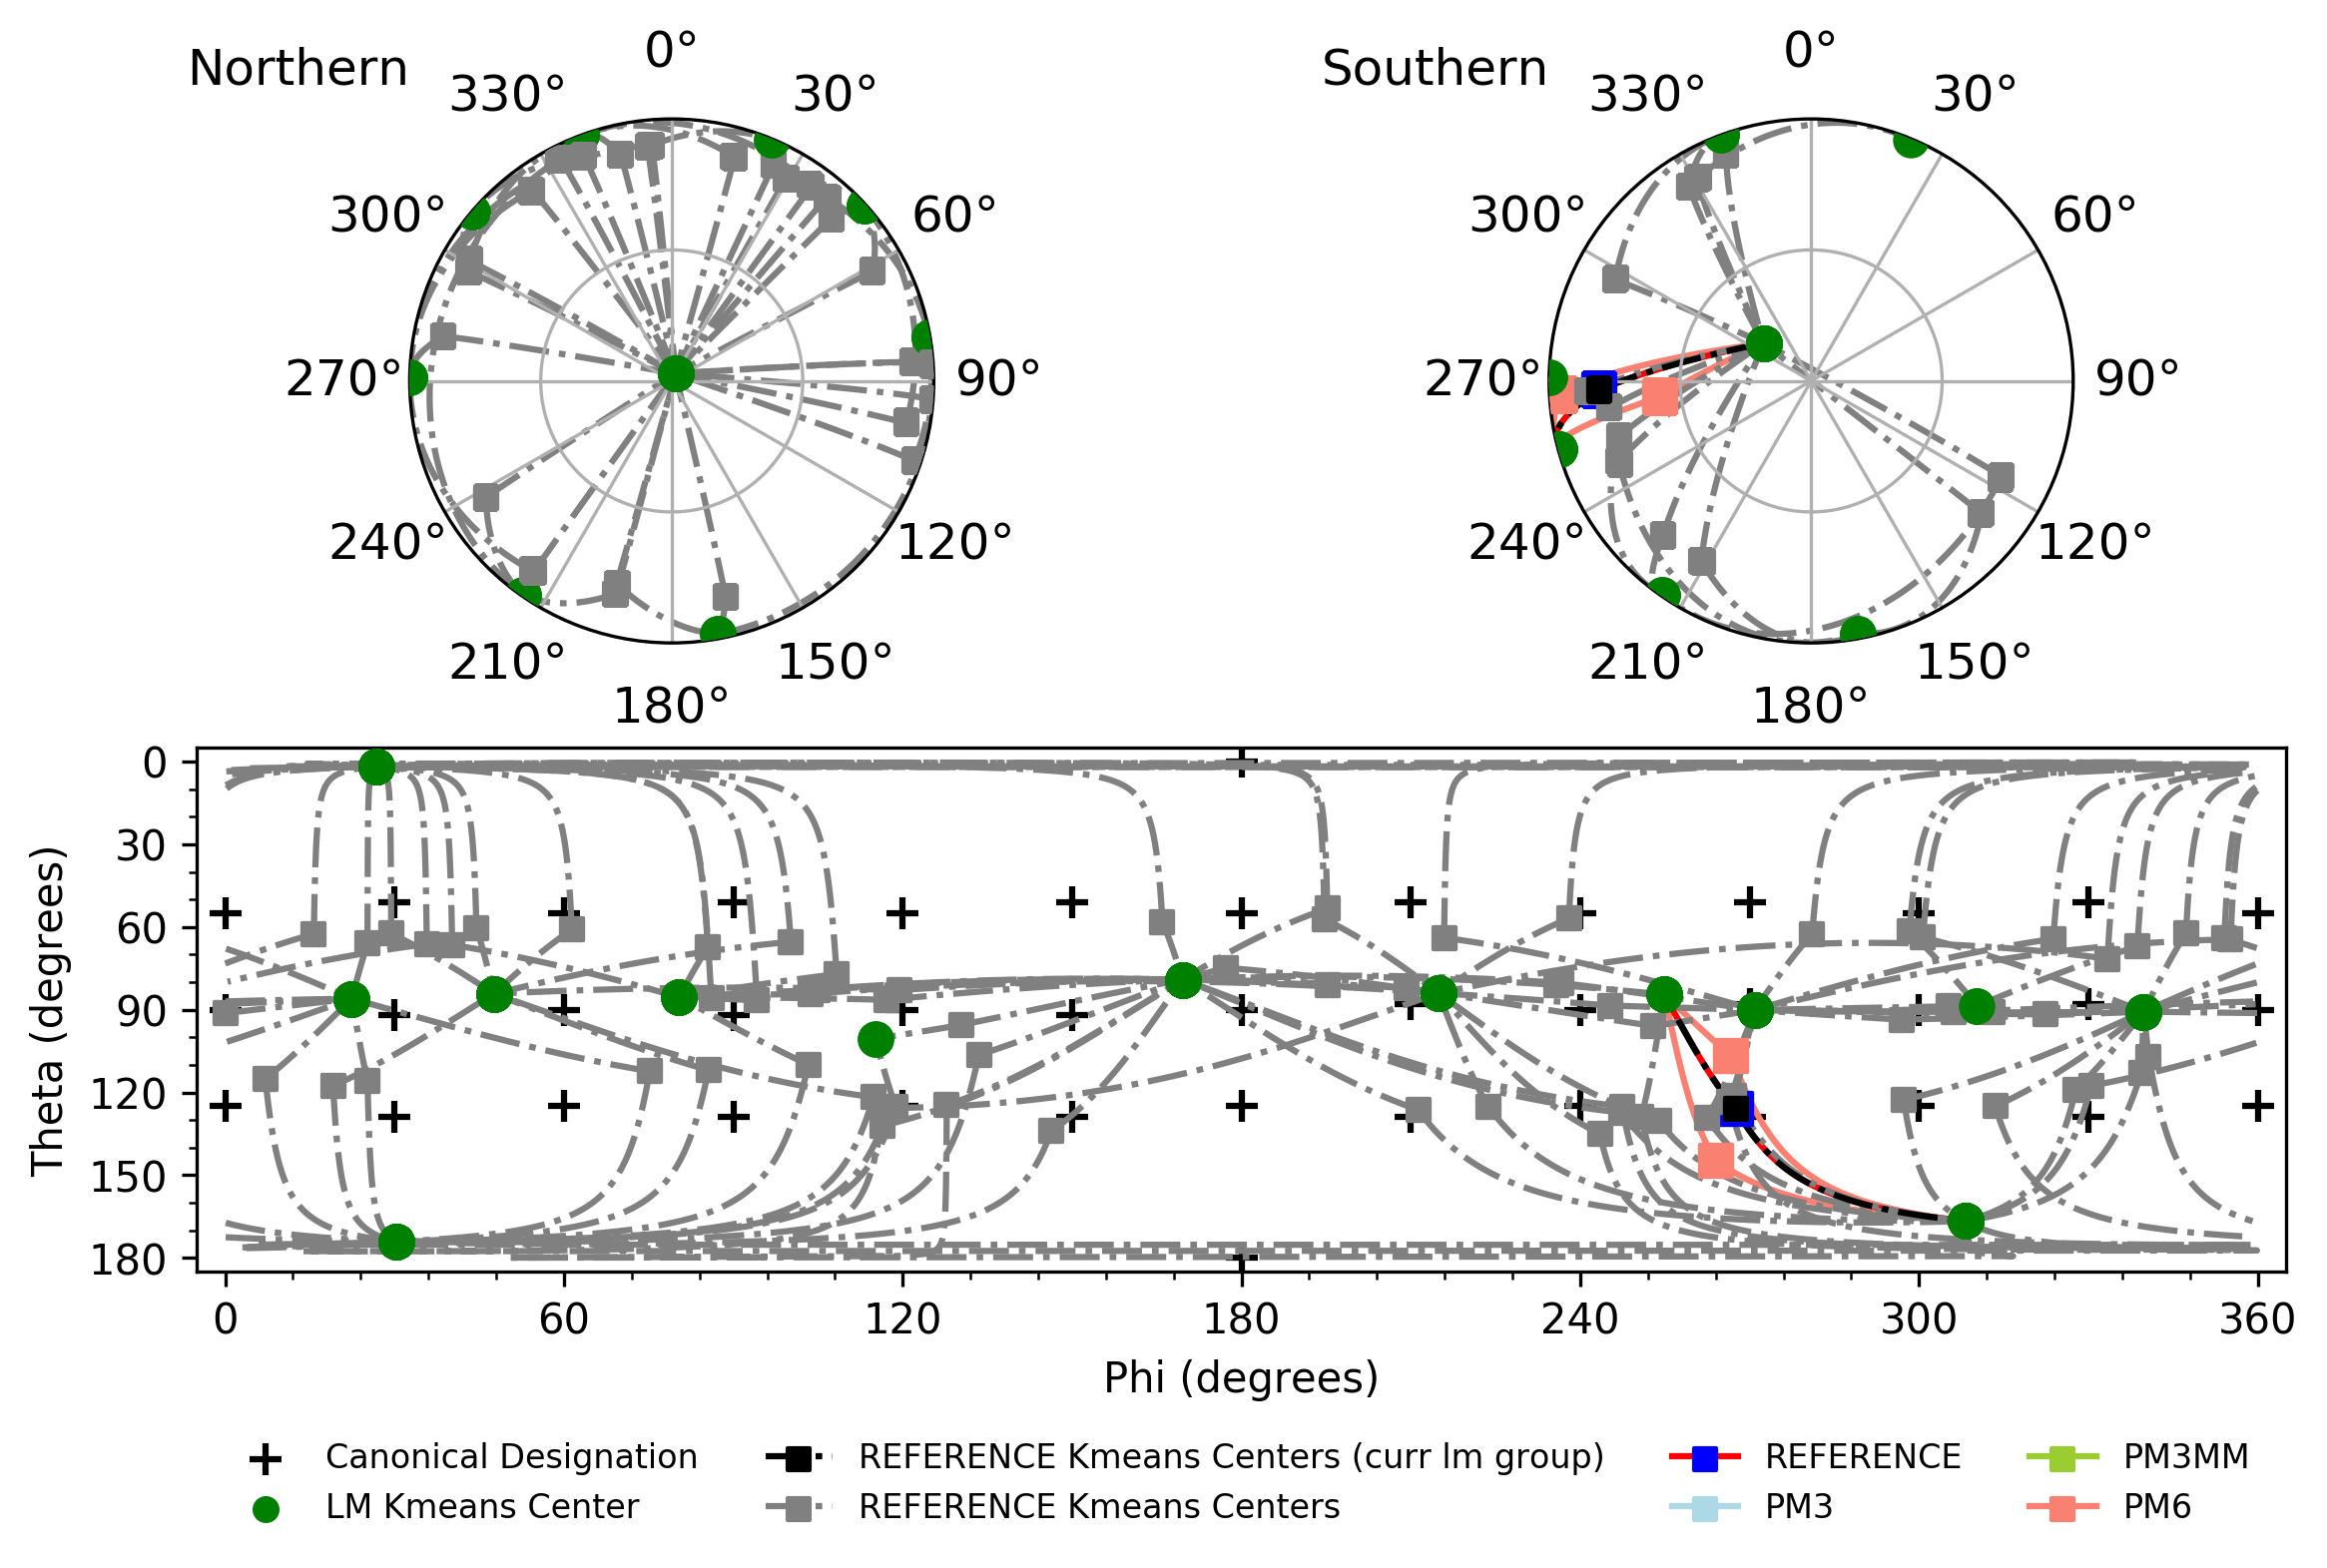 Northern
0°
30°
60°
90°
120°
150°
180°
210°
240°
270°
300°
330°
Southern
0°
30°
60°
90°
120°
150°
180°
210°
240°
270°
300°
330°
Theta (degrees)
0
30
60
90
120
150
180
0 60 120 180 240 300 360
Phi (degrees)
Canonical Designation
LM Kmeans Center
REFERENCE Kmeans Centers (curr lm group)
REFERENCE Kmeans Centers
REFERENCE
PM3
PM3MM
PM6